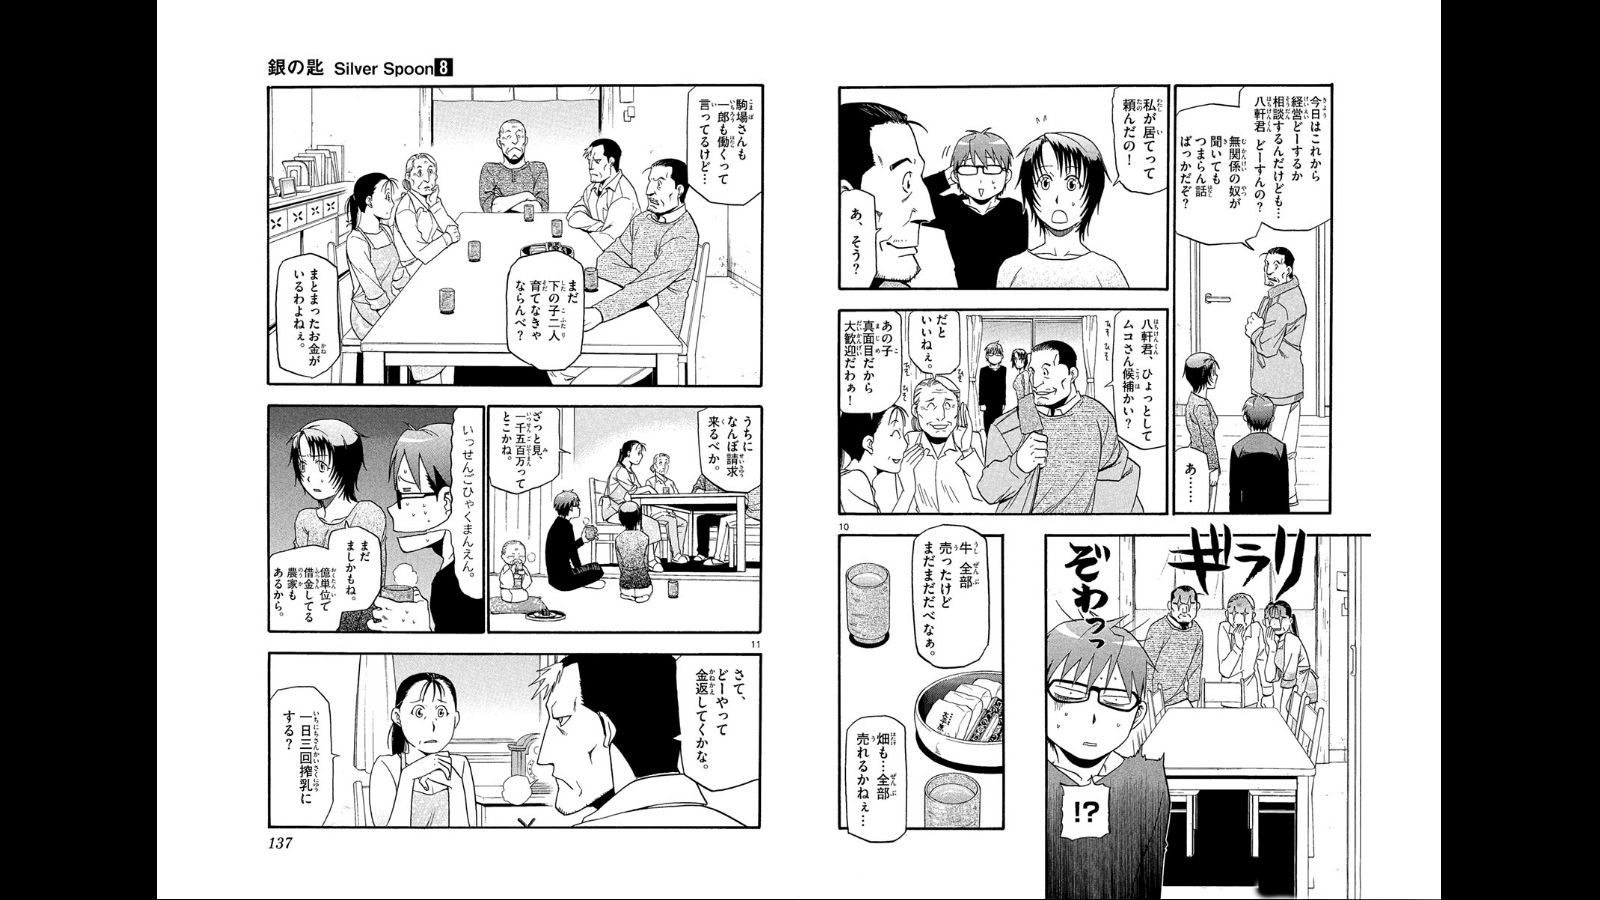 銀の匙 Silver Spoon 8
今日はこれから
経営どーするか
相談するんだけども…
八軒君 どーすんの?
無関係の奴が
聞いても
つまらん話
ばっかだぞ?
あ……
私が居てって
頼んだの!
あ、そう?
八軒君、ひょっとして
ムコさん候補かい?
だと
いいねぇ。
あの子
真面目だから
大歓迎だわぁ!
10
ギラリ
ぞわっっ
!?
牛 全部
売ったけど
まだまだだべなぁ。
畑も…全部
売れるかねぇ…
駒場さんも
一郎も働くって
言ってるけど…
まだ
下の子二人
育てなきゃ
ならんべ?
まとまったお金が
いるわよねぇ。
うちに
なんぼ請求
来るべか。
ざっと見、
一千五百万って
とこかね。
いっせんごひゃくまんえん。
まだ
ましかもね。
億単位で
借金してる
農家も
あるから。
11
さて、
どーやって
金返してくかな。
一日三回搾乳に
する?
137